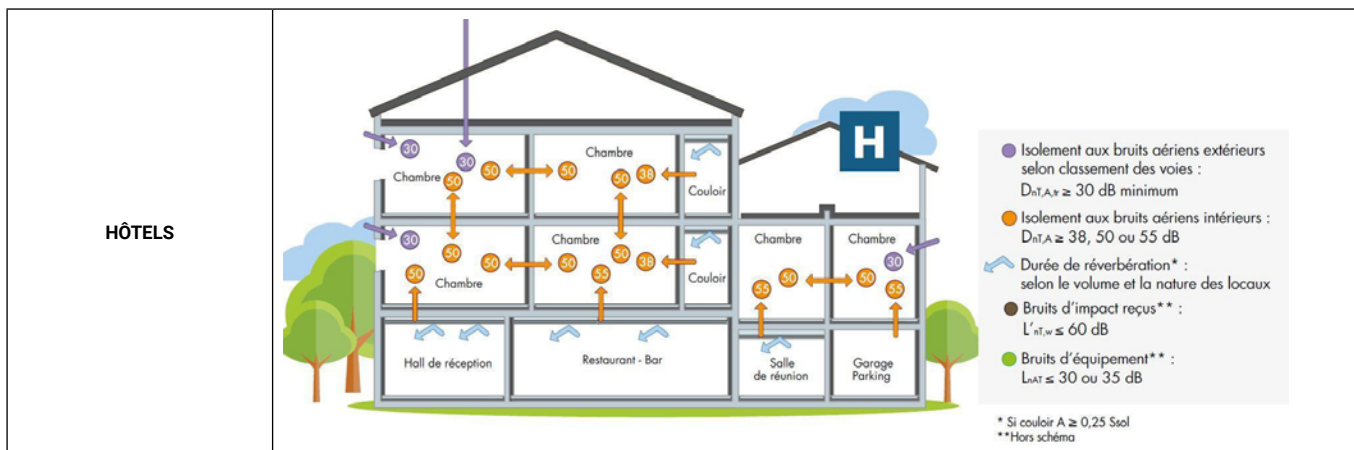 HÔTELS
H
30
30
50
50
50
Chambre
Chambre
50
38
Couloir
30
50
50
50
50
Chambre
Chambre
55
50
38
Couloir
Chambre
55
50
50
Chambre
30
55
Hall de réception
Restaurant - Bar
Salle
de réunion
Garage
Parking
Isolement aux bruits aériens extérieurs
selon classement des voies :
DnT,A,tr ≥ 30 dB minimum
Isolement aux bruits aériens intérieurs :
DnT,A ≥ 38, 50 ou 55 dB
Durée de réverbération* :
selon le volume et la nature des locaux
Bruits d'impact reçus** :
L'nT,w ≤ 60 dB
Bruits d'équipement** :
LnAT ≤ 30 ou 35 dB
* Si couloir A ≥ 0,25 Ssol
**Hors schéma